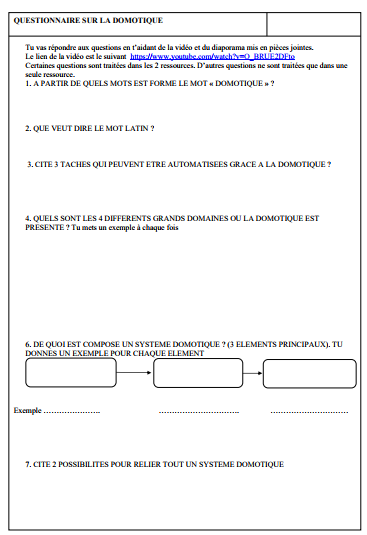 QUESTIONNAIRE SUR LA DOMOTIQUE
Tu vas répondre aux questions en t'aidant de la vidéo et du diaporama mis en pièces jointes.
Le lien de la vidéo est le suivant https://www.youtube.com/watch?v=Q_BRUE2DFto
Certaines questions sont traitées dans les 2 ressources. D'autres questions ne sont traitées que dans une
seule ressource.
1. A PARTIR DE QUELS MOTS EST FORME LE MOT « DOMOTIQUE » ?
2. QUE VEUT DIRE LE MOT LATIN ?
3. CITE 3 TACHES QUI PEUVENT ETRE AUTOMATISEES GRACE A LA DOMOTIQUE ?
4. QUELS SONT LES 4 DIFFERENTS GRANDS DOMAINES OU LA DOMOTIQUE EST
PRESENTE ? Tu mets un exemple à chaque fois
6. DE QUOI EST COMPOSE UN SYSTEME DOMOTIQUE ? (3 ELEMENTS PRINCIPAUX). TU
DONNES UN EXEMPLE POUR CHAQUE ELEMENT
Exemple ………………….. ………………………….. …………………………
7. CITE 2 POSSIBILITES POUR RELIER TOUT UN SYSTEME DOMOTIQUE